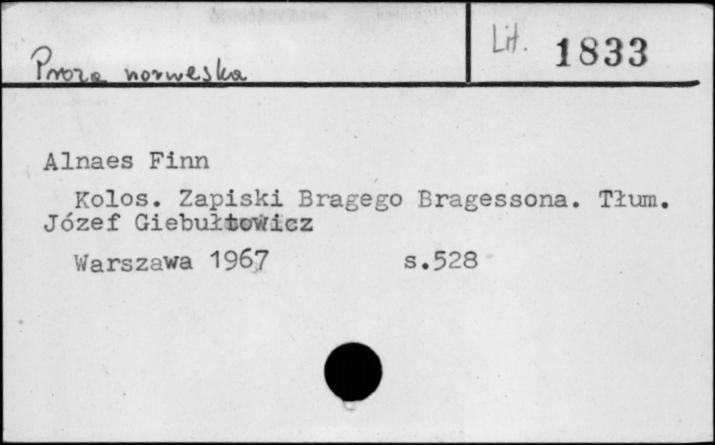 Proza norweska
Lit. 1833
Alnaes Finn
Kolos. Zapiski Bragego Bragessona. Tłum.
Józef Giebułtowicz
Warszawa 1967 s.528